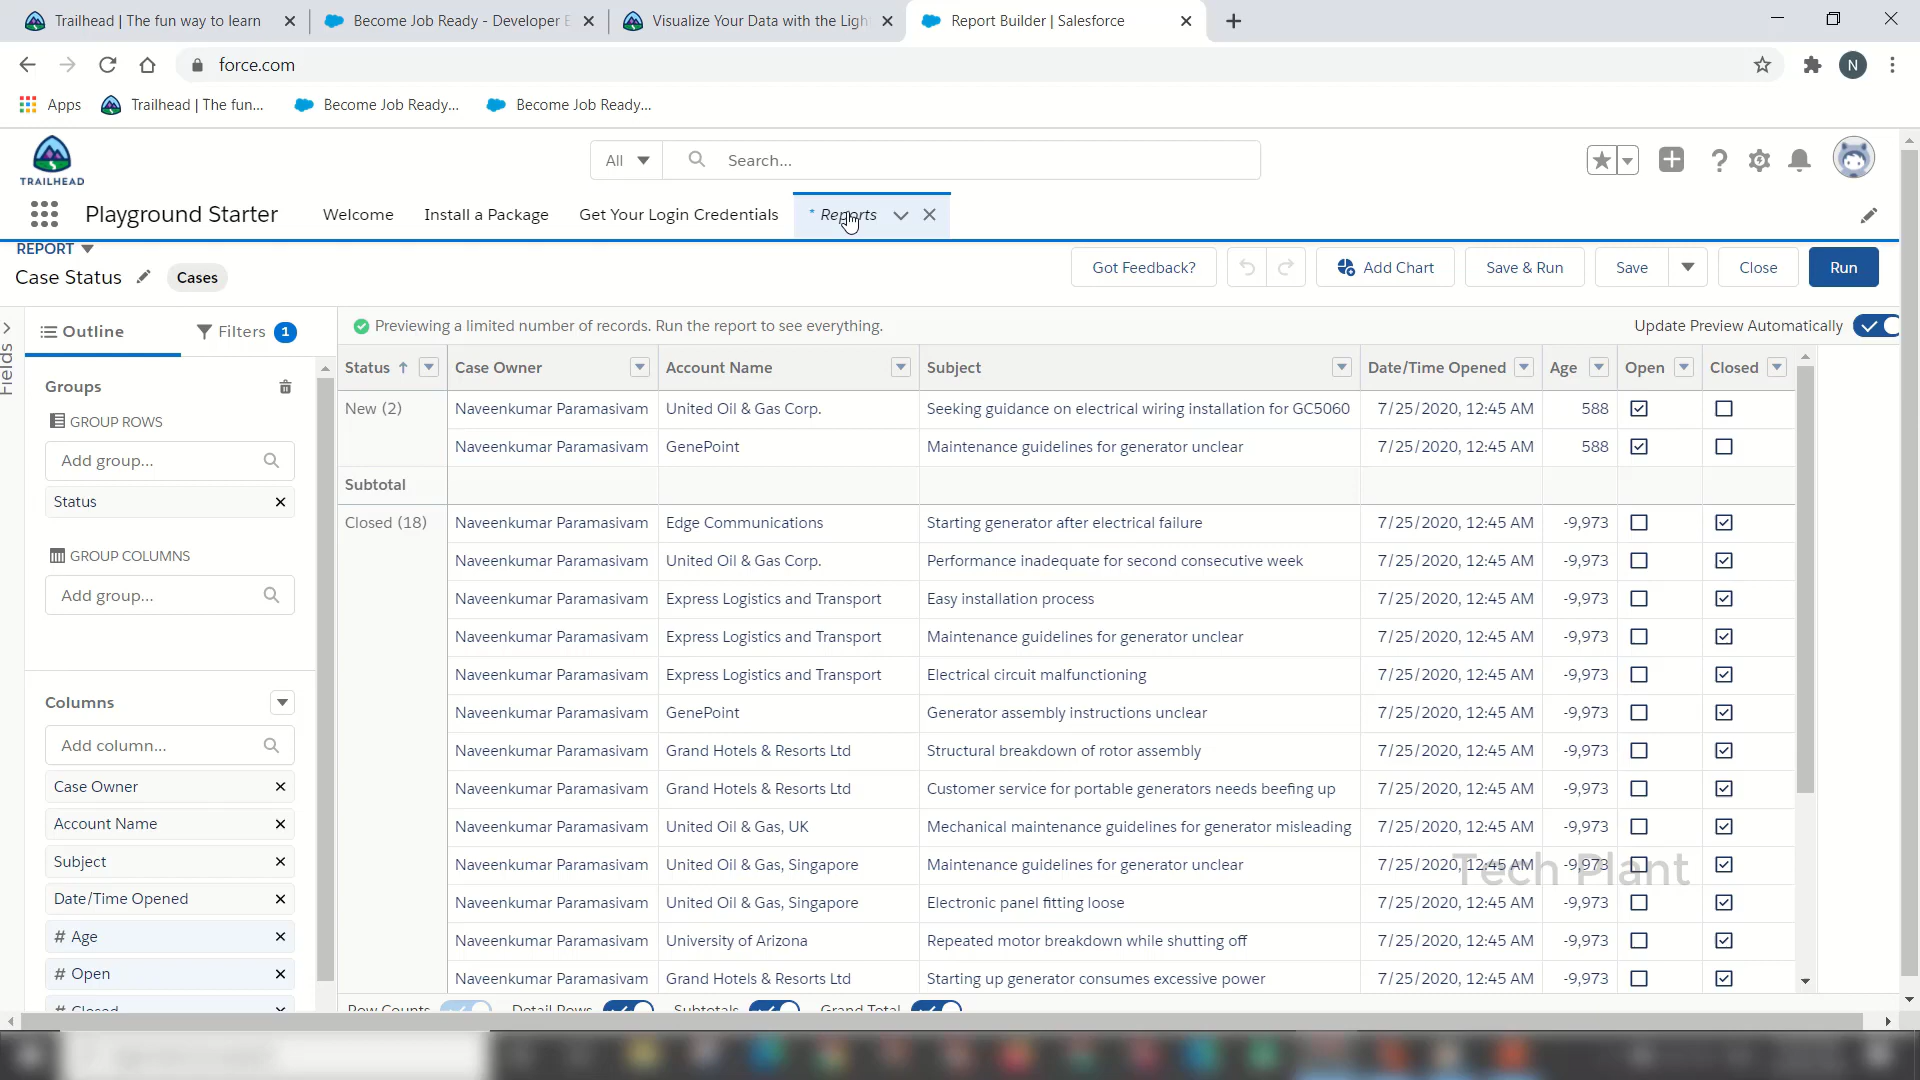 Trailhead | The fun way to learn
Become Job Ready - Developer E
Visualize Your Data with the Ligh
Report Builder | Salesforce
force.com
N
Apps
Trailhead | The fun...
Become Job Ready...
Become Job Ready...
TRAILHEAD
All
Search...
Playground Starter
Welcome
Install a Package
Get Your Login Credentials
* Reports
REPORT
Case Status
Cases
Got Feedback?
Add Chart
Save & Run
Save
Close
Run
Fields
Outline
Filters 1
Previewing a limited number of records. Run the report to see everything.
Update Preview Automatically
Groups
GROUP ROWS
Add group...
Status
GROUP COLUMNS
Add group...
Columns
Add column...
Case Owner
Account Name
Subject
Date/Time Opened
# Age
# Open
# Closed
Status ↑ Case Owner Account Name Subject Date/Time Opened Age Open Closed
New (2) Naveenkumar Paramasivam United Oil & Gas Corp. Seeking guidance on electrical wiring installation for GC5060 7/25/2020, 12:45 AM 588
Naveenkumar Paramasivam GenePoint Maintenance guidelines for generator unclear 7/25/2020, 12:45 AM 588
Subtotal
Closed (18) Naveenkumar Paramasivam Edge Communications Starting generator after electrical failure 7/25/2020, 12:45 AM -9,973
Naveenkumar Paramasivam United Oil & Gas Corp. Performance inadequate for second consecutive week 7/25/2020, 12:45 AM -9,973
Naveenkumar Paramasivam Express Logistics and Transport Easy installation process 7/25/2020, 12:45 AM -9,973
Naveenkumar Paramasivam Express Logistics and Transport Maintenance guidelines for generator unclear 7/25/2020, 12:45 AM -9,973
Naveenkumar Paramasivam Express Logistics and Transport Electrical circuit malfunctioning 7/25/2020, 12:45 AM -9,973
Naveenkumar Paramasivam GenePoint Generator assembly instructions unclear 7/25/2020, 12:45 AM -9,973
Naveenkumar Paramasivam Grand Hotels & Resorts Ltd Structural breakdown of rotor assembly 7/25/2020, 12:45 AM -9,973
Naveenkumar Paramasivam Grand Hotels & Resorts Ltd Customer service for portable generators needs beefing up 7/25/2020, 12:45 AM -9,973
Naveenkumar Paramasivam United Oil & Gas, UK Mechanical maintenance guidelines for generator misleading 7/25/2020, 12:45 AM -9,973
Naveenkumar Paramasivam United Oil & Gas, Singapore Maintenance guidelines for generator unclear 7/25/2020, 12:45 AM -9,973
Tech Plant
Naveenkumar Paramasivam United Oil & Gas, Singapore Electronic panel fitting loose 7/25/2020, 12:45 AM -9,973
Naveenkumar Paramasivam University of Arizona Repeated motor breakdown while shutting off 7/25/2020, 12:45 AM -9,973
Naveenkumar Paramasivam Grand Hotels & Resorts Ltd Starting up generator consumes excessive power 7/25/2020, 12:45 AM -9,973
Row Counts Detail Rows Subtotals Grand Total